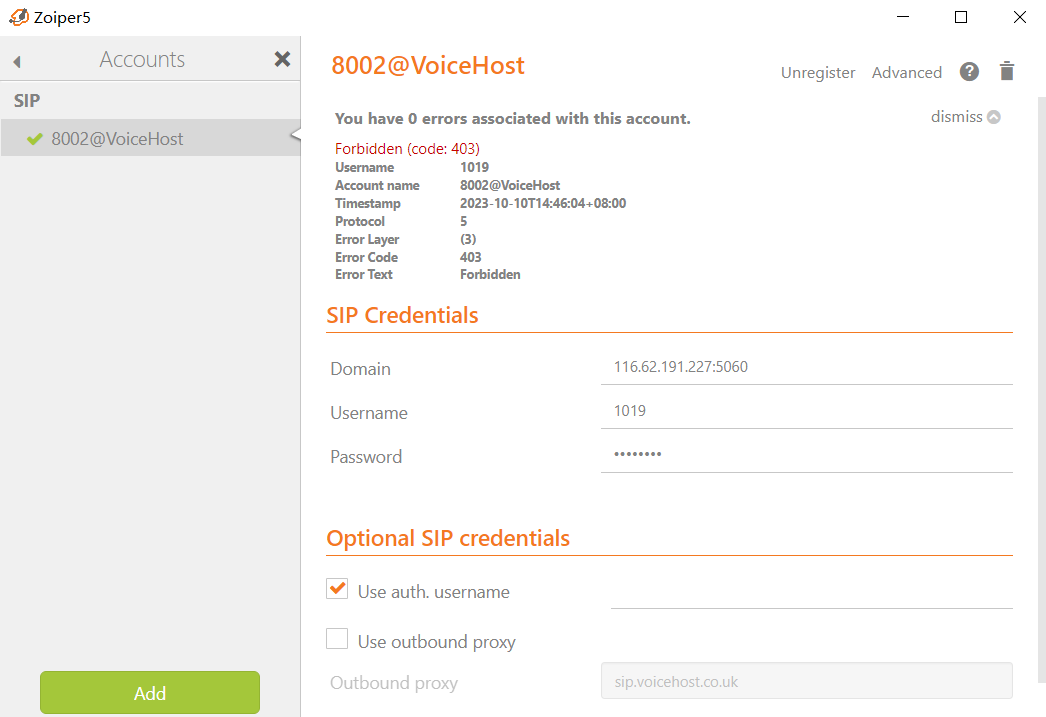 Zoiper5
Accounts
SIP
8002@VoiceHost
Add
8002@VoiceHost
Unregister Advanced ?
You have 0 errors associated with this account. dismiss
Forbidden (code: 403)
Username 1019
Account name 8002@VoiceHost
Timestamp 2023-10-10T14:46:04+08:00
Protocol 5
Error Layer (3)
Error Code 403
Error Text Forbidden
SIP Credentials
Domain 116.62.191.227:5060
Username 1019
Password ••••••••
Optional SIP credentials
Use auth. username
Use outbound proxy
Outbound proxy sip.voicehost.co.uk